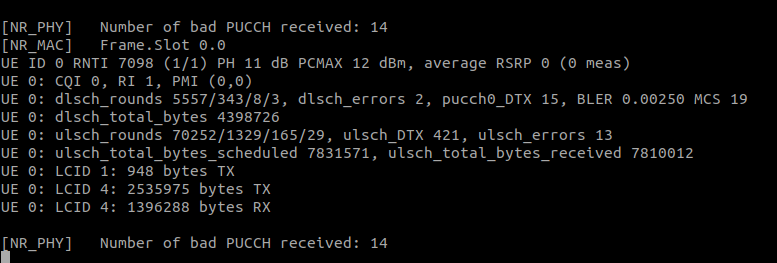 [NR_PHY]   Number of bad PUCCH received: 14
[NR_MAC]   Frame.Slot 0.0
UE ID 0 RNTI 7098 (1/1) PH 11 dB PCMAX 12 dBm, average RSRP 0 (0 meas)
UE 0: CQI 0, RI 1, PMI (0,0)
UE 0: dlsch_rounds 5557/343/8/3, dlsch_errors 2, pucch0_DTX 15, BLER 0.00250 MCS 19
UE 0: dlsch_total_bytes 4398726
UE 0: ulsch_rounds 70252/1329/165/29, ulsch_DTX 421, ulsch_errors 13
UE 0: ulsch_total_bytes_scheduled 7831571, ulsch_total_bytes_received 7810012
UE 0: LCID 1: 948 bytes TX
UE 0: LCID 4: 2535975 bytes TX
UE 0: LCID 4: 1396288 bytes RX
[NR_PHY]   Number of bad PUCCH received: 14